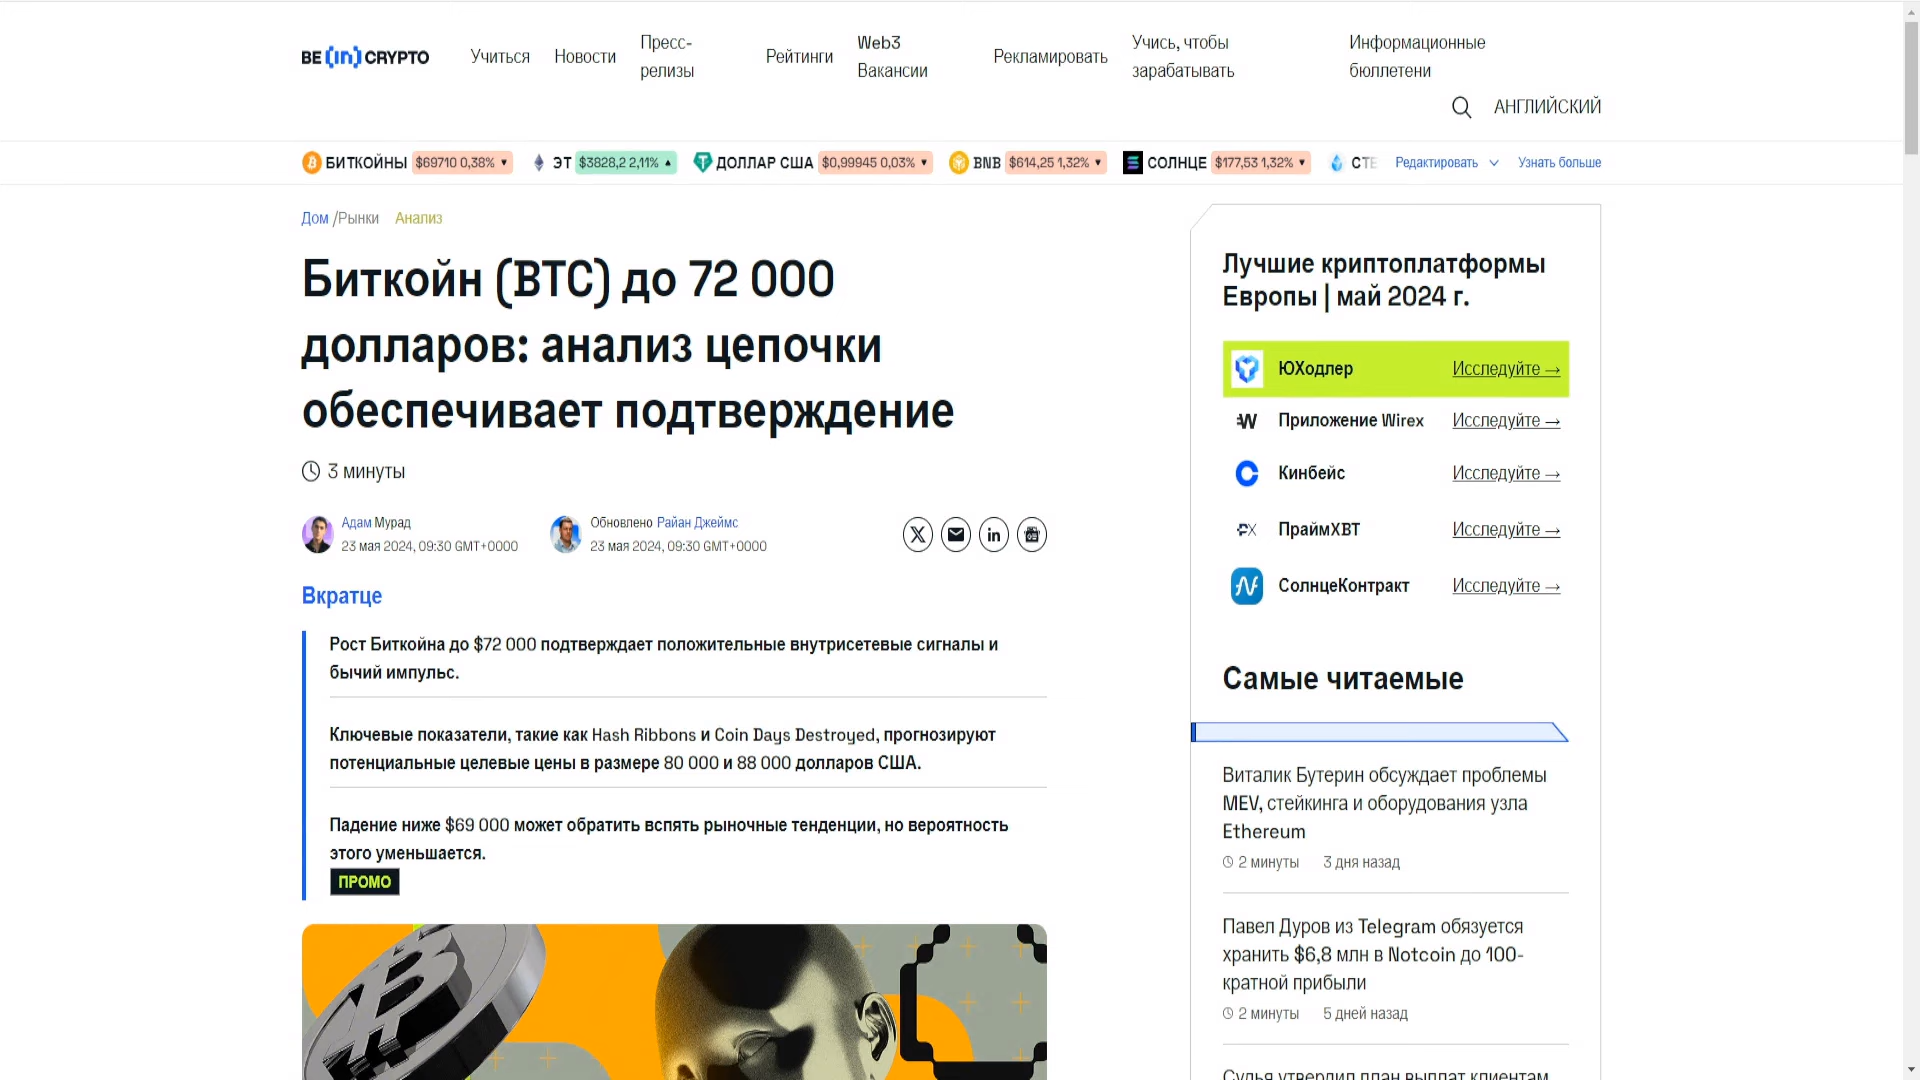 BE[in]CRYPTO
Учиться
Новости
Пресс-
релизы
Рейтинги
Web3
Вакансии
Рекламировать
Учись, чтобы
зарабатывать
Информационные
бюллетени
АНГЛИЙСКИЙ
БИТКОЙНЫ $69710 0,38% ▼
ЭТ $3828,2 2,11% ▲
ДОЛЛАР США $0,99945 0,03% ▼
BNB $614,25 1,32% ▼
СОЛНЦЕ $177,53 1,32% ▼
Редактировать
Узнать больше
Дом /Рынки Анализ
Биткойн (BTC) до 72 000
долларов: анализ цепочки
обеспечивает подтверждение
3 минуты
Адам Мурад
23 мая 2024, 09:30 GMT+0000
Обновлено Райан Джеймс
23 мая 2024, 09:30 GMT+0000
Вкратце
Рост Биткойна до $72 000 подтверждает положительные внутрисетевые сигналы и
бычий импульс.
Ключевые показатели, такие как Hash Ribbons и Coin Days Destroyed, прогнозируют
потенциальные целевые цены в размере 80 000 и 88 000 долларов США.
Падение ниже $69 000 может обратить вспять рыночные тенденции, но вероятность
этого уменьшается.
ПРОМО
Лучшие криптоплатформы
Европы | май 2024 г.
ЮХодлер Исследуйте →
Приложение Wirex Исследуйте →
Кинбейс Исследуйте →
ПраймХВТ Исследуйте →
СолнцеКонтракт Исследуйте →
Самые читаемые
Виталик Бутерин обсуждает проблемы
MEV, стейкинга и оборудования узла
Ethereum
2 минуты 3 дня назад
Павел Дуров из Telegram обязуется
хранить $6,8 млн в Notcoin до 100-
кратной прибыли
2 минуты 5 дней назад
Судья утвердил план выплат клиентам